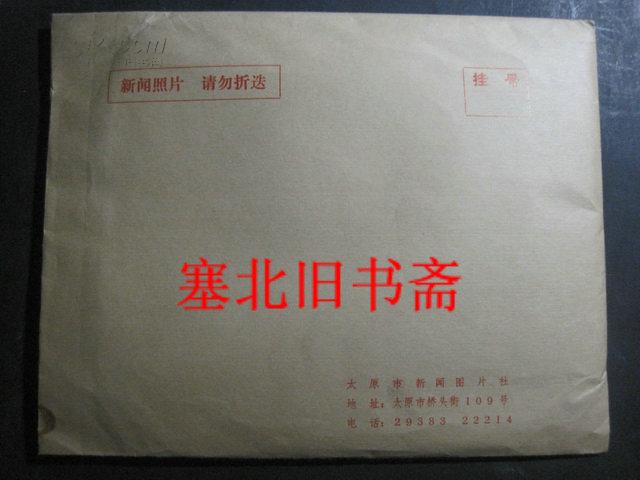 新闻照片 请勿折迭
挂号
塞北旧书斋
太原市新闻图片社
地址：太原市桥头街109号
电话：29383 22214